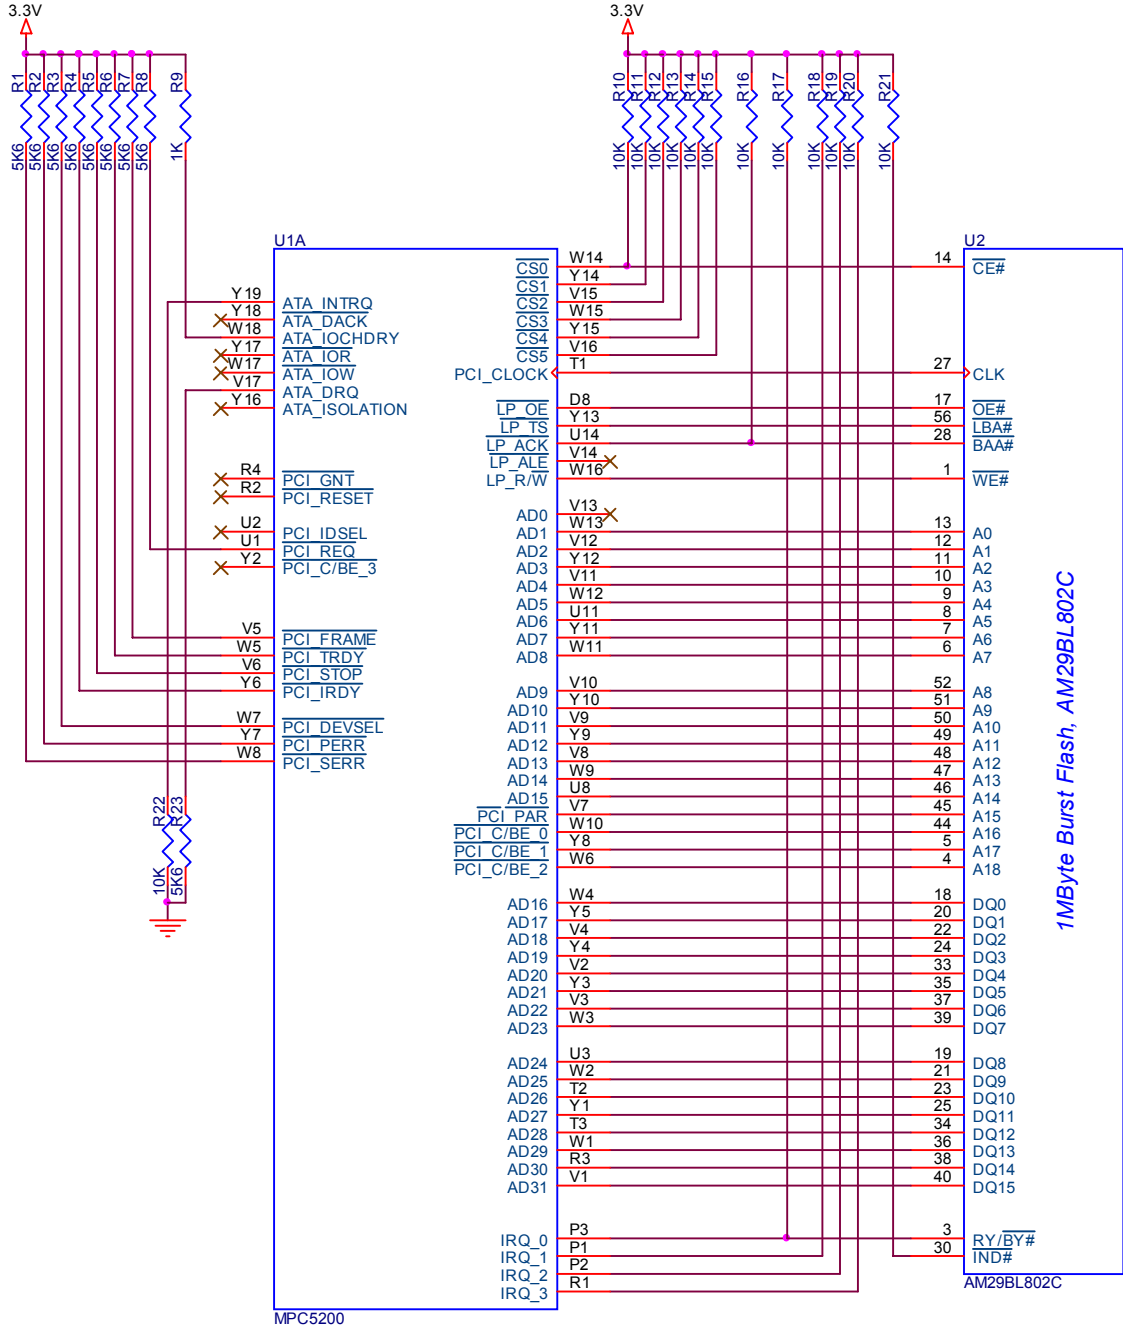 3.3V
3.3V
R1 R2 R3 R4 R5 R6 R7 R8 R9
R10 R11 R12 R13 R14 R15 R16 R17 R18 R19 R20 R21
5K6 5K6 5K6 5K6 5K6 5K6 5K6 5K6 1K
10K 10K 10K 10K 10K 10K 10K 10K 10K 10K 10K 10K
U1A
Y19 ATA_INTRQ
Y18 ATA_DACK
W18 ATA_IOCHDRY
Y17 ATA_IOR
W17 ATA_IOW
V17 ATA_DRQ
Y16 ATA_ISOLATION
R4 PCI_GNT
R2 PCI_RESET
U2 PCI_IDSEL
U1 PCI_REQ
Y2 PCI_C/BE_3
V5 PCI_FRAME
W5 PCI_TRDY
V6 PCI_STOP
Y6 PCI_IRDY
W7 PCI_DEVSEL
Y7 PCI_PERR
W8 PCI_SERR
R22 R23
10K 5K6
CS0 W14
CS1 Y14
CS2 V15
CS3 W15
CS4 Y15
CS5 V16
PCI_CLOCK T1
LP_OE D8
LP_TS Y13
LP_ACK U14
LP_ALE V14
LP_R/W W16
AD0 V13
AD1 W13
AD2 V12
AD3 Y12
AD4 V11
AD5 W12
AD6 U11
AD7 Y11
AD8 W11
AD9 V10
AD10 Y10
AD11 V9
AD12 Y9
AD13 V8
AD14 W9
AD15 U8
PCI_PAR V7
PCI_C/BE_0 W10
PCI_C/BE_1 Y8
PCI_C/BE_2 W6
AD16 W4
AD17 Y5
AD18 V4
AD19 Y4
AD20 V2
AD21 Y3
AD22 V3
AD23 W3
AD24 U3
AD25 W2
AD26 T2
AD27 Y1
AD28 T3
AD29 W1
AD30 R3
AD31 V1
IRQ_0 P3
IRQ_1 P1
IRQ_2 P2
IRQ_3 R1
MPC5200
U2
14 CE#
27 CLK
17 OE#
56 LBA#
28 BAA#
1 WE#
13 A0
12 A1
11 A2
10 A3
9 A4
8 A5
7 A6
6 A7
52 A8
51 A9
50 A10
49 A11
48 A12
47 A13
46 A14
45 A15
44 A16
5 A17
4 A18
18 DQ0
20 DQ1
22 DQ2
24 DQ3
33 DQ4
35 DQ5
37 DQ6
39 DQ7
19 DQ8
21 DQ9
23 DQ10
25 DQ11
34 DQ12
36 DQ13
38 DQ14
40 DQ15
3 RY/BY#
30 IND#
1MByte Burst Flash, AM29BL802C
AM29BL802C